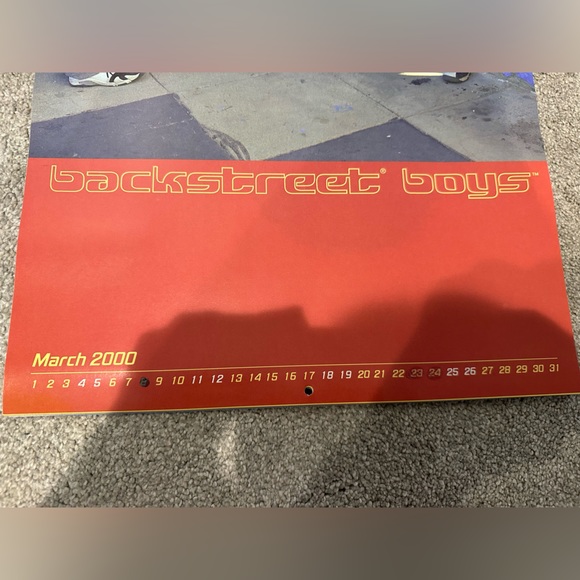 backstreet® boys™
March 2000
1 2 3 4 5 6 7 9 10 11 12 13 14 15 16 17 18 19 20 21 22 23 24 25 26 27 28 29 30 31